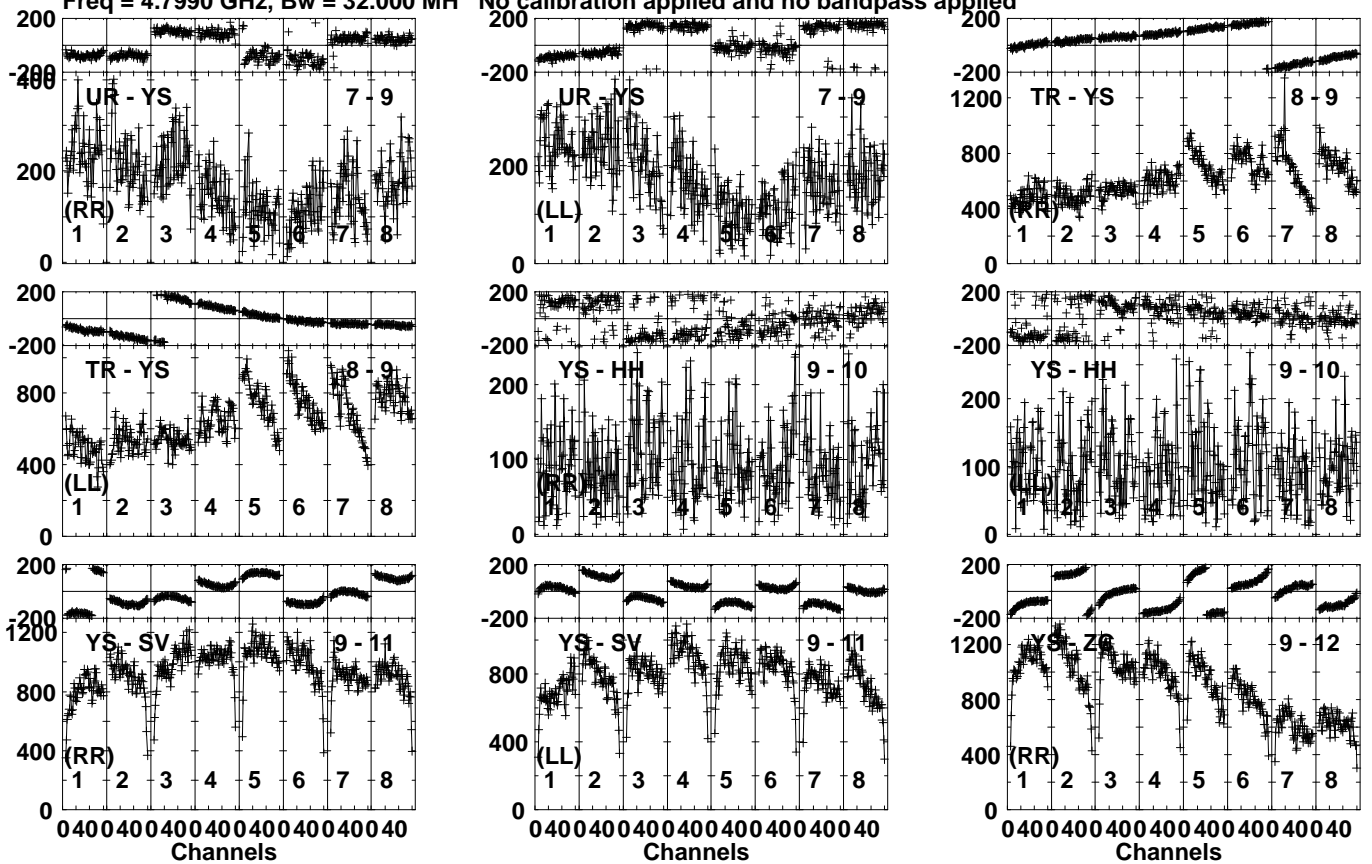 Freq = 4.7990 GHz, Bw = 32.000 MH No calibration applied and no bandpass applied
200 200 200
-200 -200 -200
400 UR - YS 7 - 9 UR - YS 7 - 9 TR - YS 8 - 9
1200
200 200 800
400
(RR) (LL) (RR)
1 2 3 4 5 6 7 8 1 2 3 4 5 6 7 8 1 2 3 4 5 6 7 8
0 0 0
200 200 200
-200 -200 -200
TR - YS 8 - 9 YS - HH 9 - 10 YS - HH 9 - 10
800 200 200
400 100 100
(LL) (RR) (LL)
1 2 3 4 5 6 7 8 1 2 3 4 5 6 7 8 1 2 3 4 5 6 7 8
0 0 0
200 200 200
-200 -200 -200
1200 YS - SV 9 - 11 YS - SV 9 - 11 YS - ZC 9 - 12
1200
800 800 800
400 400 400
(RR) (LL) (RR)
1 2 3 4 5 6 7 8 1 2 3 4 5 6 7 8 1 2 3 4 5 6 7 8
0 0 0
0 40 0 40 0 40 0 40 0 40 0 40 0 40 0 40 0 40 0 40 0 40 0 40 0 40 0 40 0 40 0 40 0 40 0 40 0 40 0 40 0 40 0 40 0 40 0 40
Channels Channels Channels